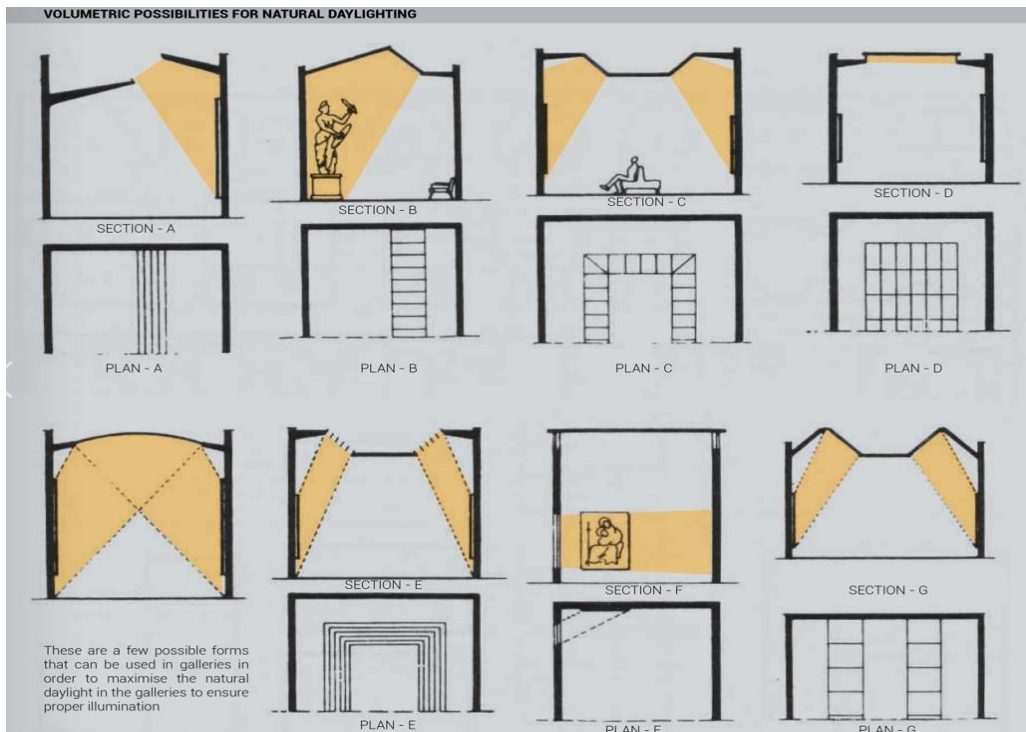 VOLUMETRIC POSSIBILITIES FOR NATURAL DAYLIGHTING
SECTION - A
SECTION - B
SECTION - C
SECTION - D
PLAN - A
PLAN - B
PLAN - C
PLAN - D
SECTION - E
SECTION - F
SECTION - G
These are a few possible forms
that can be used in galleries in
order to maximise the natural
daylight in the galleries to ensure
proper illumination
PLAN - E
PLAN - F
PLAN - G